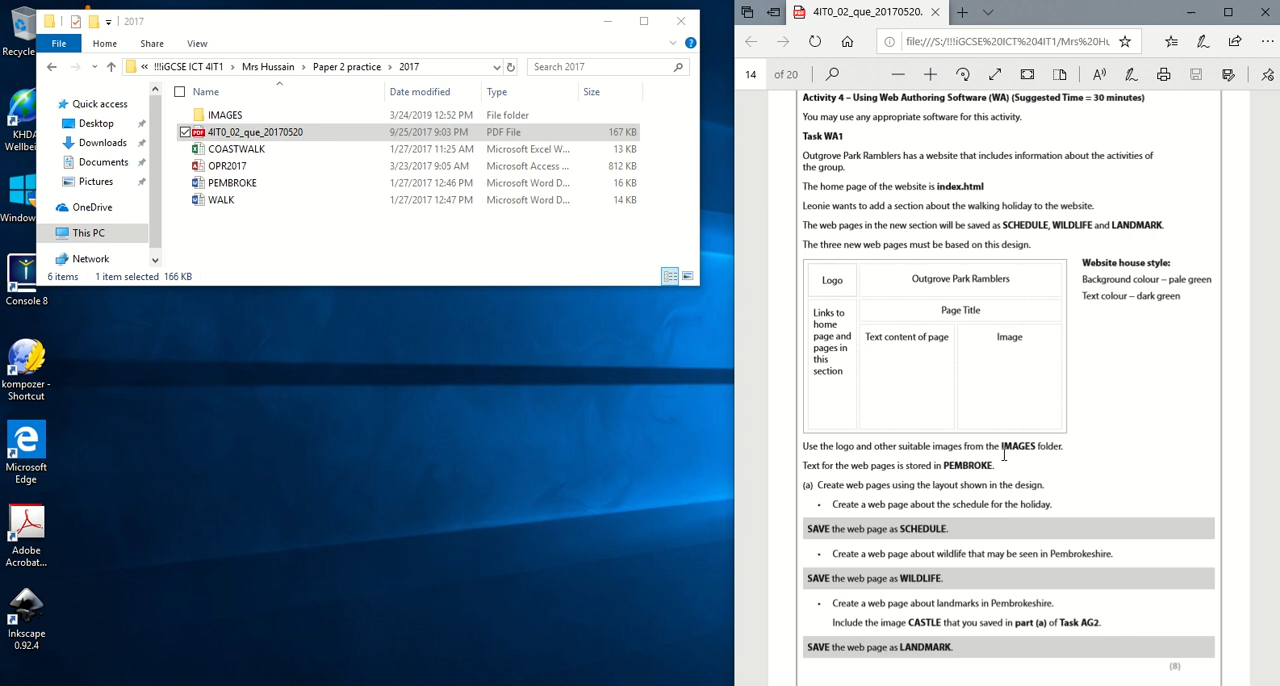 2017
File
Home
Share
View
« !!!iGCSE ICT 4IT1 > Mrs Hussain > Paper 2 practice > 2017
Search 2017
Quick access
Desktop
Downloads
Documents
Pictures
OneDrive
This PC
Network
Name
Date modified
Type
Size
IMAGES
3/24/2019 12:52 PM
File folder
4IT0_02_que_20170520
9/25/2017 9:03 PM
PDF File
167 KB
COASTWALK
1/27/2017 11:25 AM
Microsoft Excel W...
13 KB
OPR2017
3/23/2017 9:05 AM
Microsoft Access ...
812 KB
PEMBROKE
1/27/2017 12:46 PM
Microsoft Word D...
16 KB
WALK
1/27/2017 12:47 PM
Microsoft Word D...
14 KB
6 items
1 item selected 166 KB
Recycle
KHDA
Wellbei
Window
Console 8
kompozer -
Shortcut
Microsoft
Edge
Adobe
Acrobat...
Inkscape
0.92.4
4IT0_02_que_20170520.
file:///S:/!!!iGCSE%20ICT%204IT1/Mrs%20Hu
14 of 20
Activity 4 – Using Web Authoring Software (WA) (Suggested Time = 30 minutes)
You may use any appropriate software for this activity.
Task WA1
Outgrove Park Ramblers has a website that includes information about the activities of
the group.
The home page of the website is index.html
Leonie wants to add a section about the walking holiday to the website.
The web pages in the new section will be saved as SCHEDULE, WILDLIFE and LANDMARK.
The three new web pages must be based on this design.
Logo
Outgrove Park Ramblers
Links to
home
page and
pages in
this
section
Page Title
Text content of page
Image
Website house style:
Background colour – pale green
Text colour – dark green
Use the logo and other suitable images from the IMAGES folder.
Text for the web pages is stored in PEMBROKE.
(a) Create web pages using the layout shown in the design.
• Create a web page about the schedule for the holiday.
SAVE the web page as SCHEDULE.
• Create a web page about wildlife that may be seen in Pembrokeshire.
SAVE the web page as WILDLIFE.
• Create a web page about landmarks in Pembrokeshire.
Include the image CASTLE that you saved in part (a) of Task AG2.
SAVE the web page as LANDMARK.
(8)